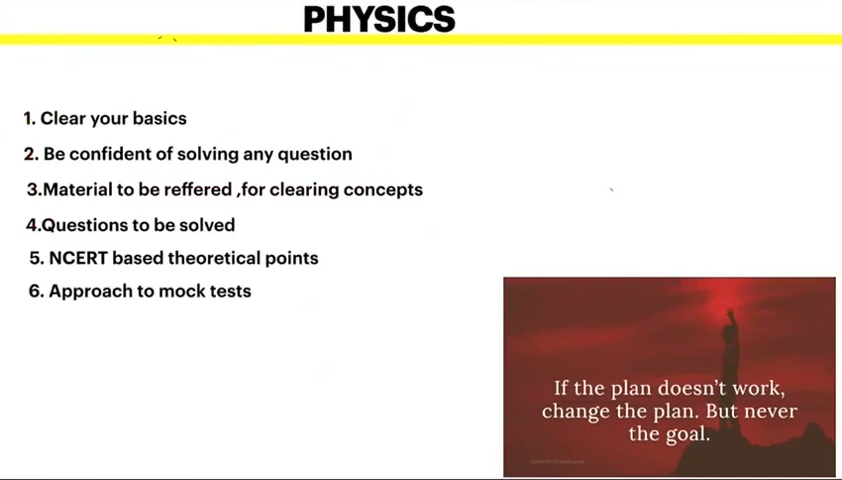 PHYSICS
1. Clear your basics
2. Be confident of solving any question
3.Material to be reffered ,for clearing concepts
4.Questions to be solved
5. NCERT based theoretical points
6. Approach to mock tests
If the plan doesn't work,
change the plan. But never
the goal.